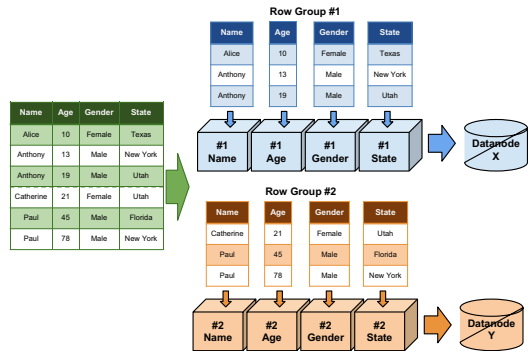 Row Group #1
Name Age Gender State
Alice 10 Female Texas
Anthony 13 Male New York
Anthony 19 Male Utah
#1 Name #1 Age #1 Gender #1 State
Datanode X
Name Age Gender State
Alice 10 Female Texas
Anthony 13 Male New York
Anthony 19 Male Utah
Catherine 21 Female Utah
Paul 45 Male Florida
Paul 78 Male New York
Row Group #2
Name Age Gender State
Catherine 21 Female Utah
Paul 45 Male Florida
Paul 78 Male New York
#2 Name #2 Age #2 Gender #2 State
Datanode Y